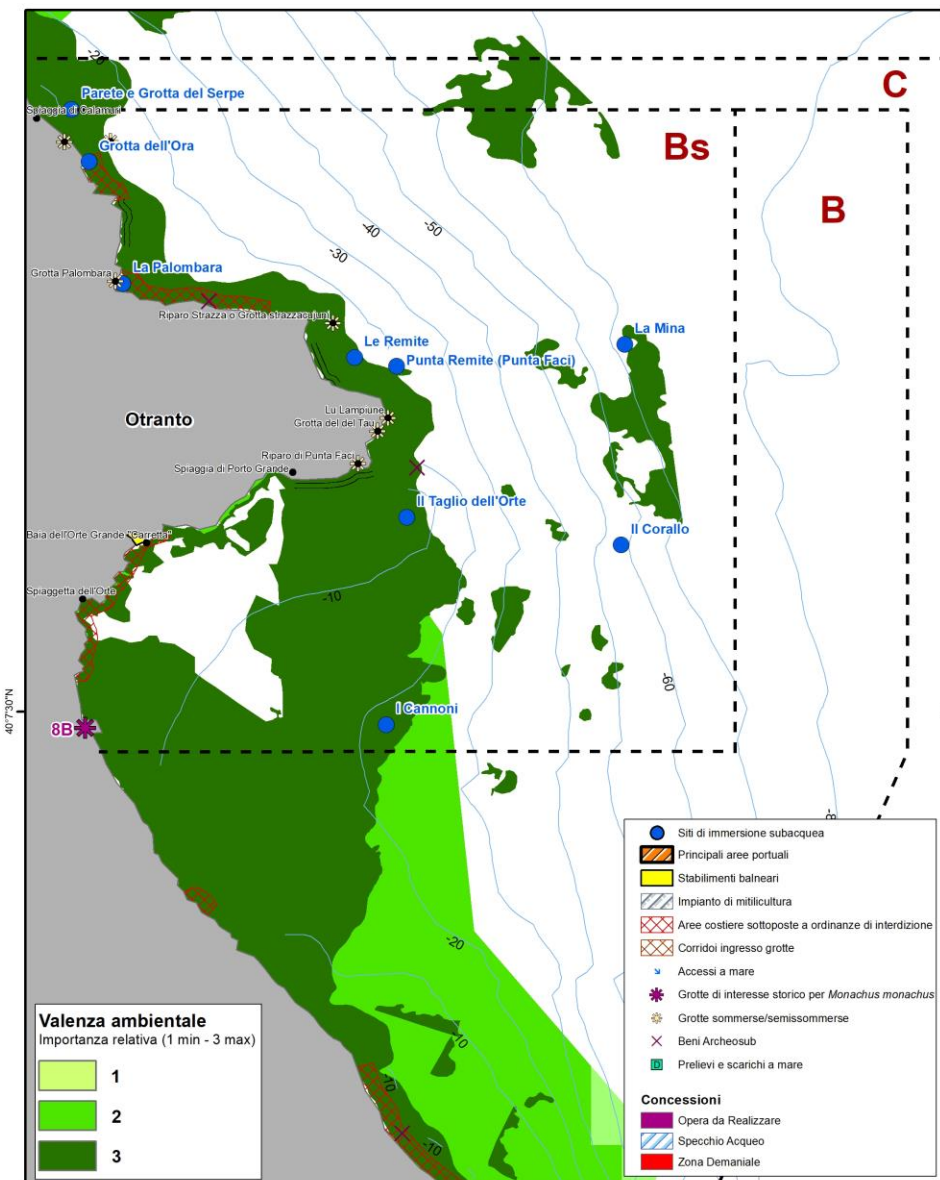 -20
C
Parete e Grotta del Serpe
Spiaggia di Calamuri
Grotta dell'Ora
Bs
B
-50
-40
-30
La Palombara
Grotta Palombara
Riparo Strazza o Grotta strazzacujuni
La Mina
Le Remite
Punta Remite (Punta Faci)
Otranto
Lu Lampiune
Grotta del del Tau
Riparo di Punta Faci
Spiaggia di Porto Grande
Il Taglio dell'Orte
Baia dell'Orte Grande "Carretta"
Il Corallo
Spiaggetta dell'Orte
-10
-60
40°7'30"N
I Cannoni
8B
-8
Siti di immersione subacquea
Principali aree portuali
Stabilimenti balneari
Impianto di mitilicultura
Aree costiere sottoposte a ordinanze di interdizione
Corridoi ingresso grotte
Accessi a mare
Grotte di interesse storico per Monachus monachus
Grotte sommerse/semissommerse
Beni Archeosub
D Prelievi e scarichi a mare
Concessioni
Opera da Realizzare
Specchio Acqueo
Zona Demaniale
-20
-10
-10
-10
Valenza ambientale
Importanza relativa (1 min - 3 max)
1
2
3